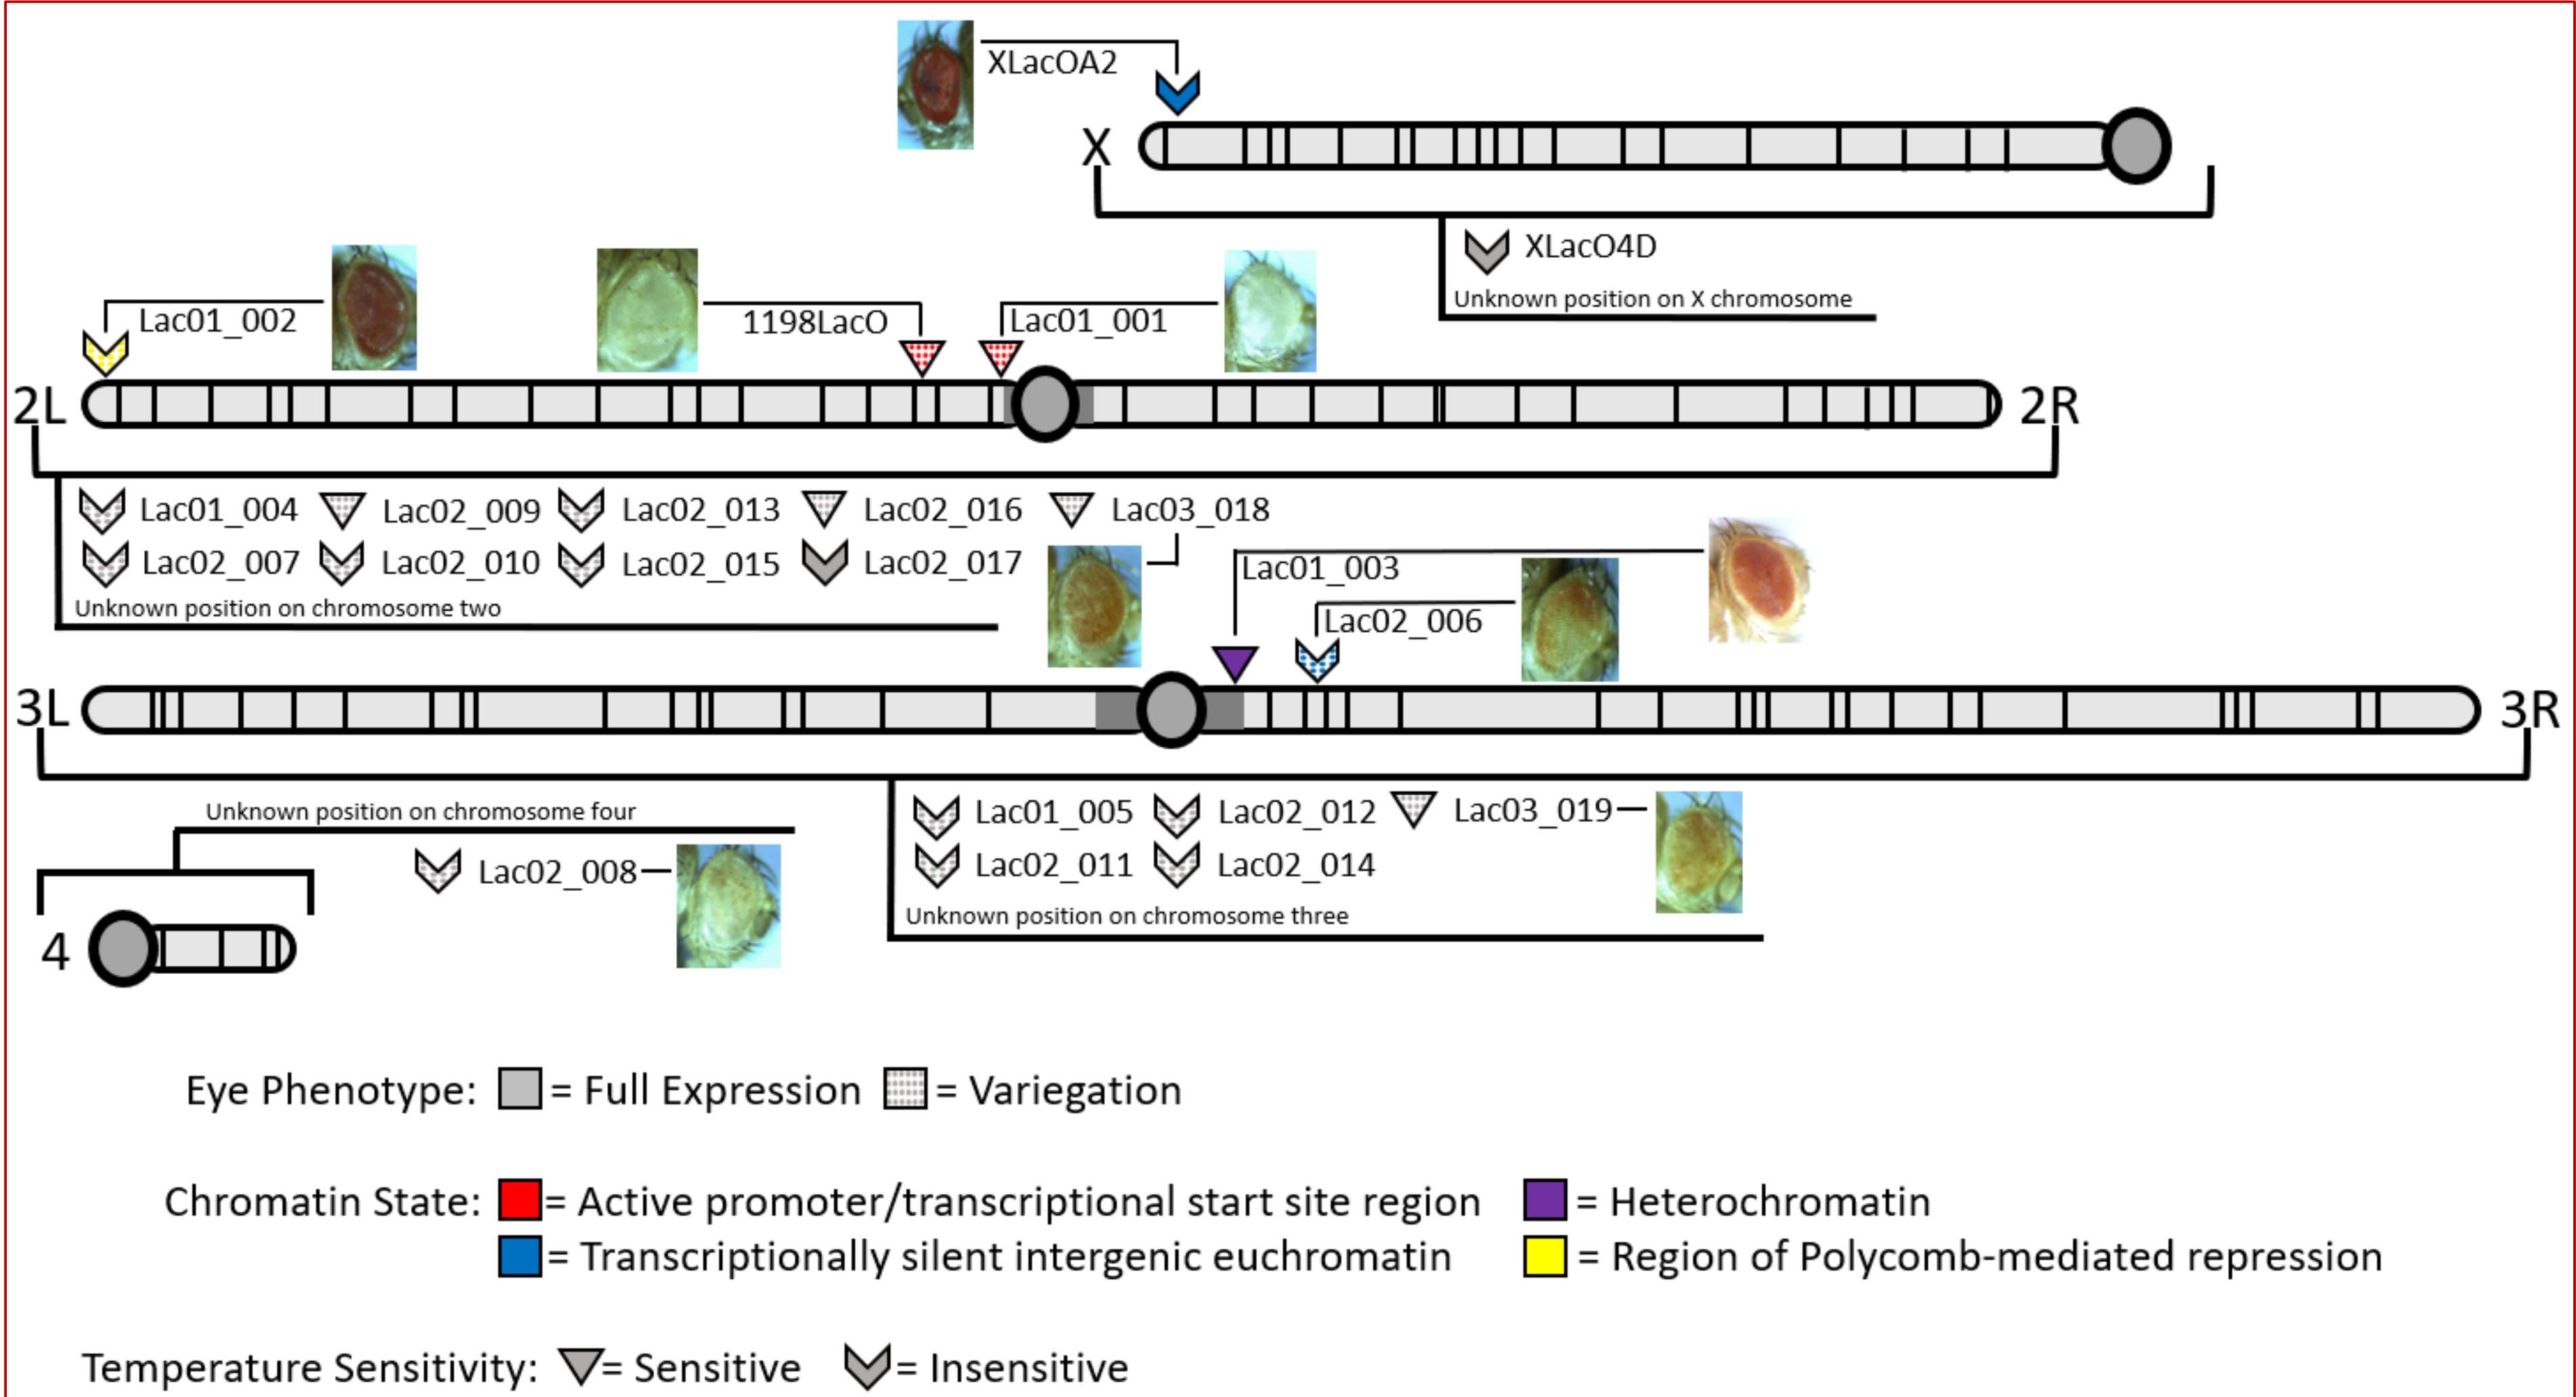 XLacOA2
X
XLacO4D
Unknown position on X chromosome
Lac01_002
1198LacO
Lac01_001
2L
2R
Lac01_004 Lac02_009 Lac02_013 Lac02_016 Lac03_018
Lac02_007 Lac02_010 Lac02_015 Lac02_017
Unknown position on chromosome two
Lac01_003
Lac02_006
3L
3R
Lac01_005 Lac02_012 Lac03_019
Lac02_011 Lac02_014
Unknown position on chromosome three
Unknown position on chromosome four
Lac02_008
4
Eye Phenotype: = Full Expression = Variegation
Chromatin State: = Active promoter/transcriptional start site region = Heterochromatin
= Transcriptionally silent intergenic euchromatin = Region of Polycomb-mediated repression
Temperature Sensitivity: = Sensitive = Insensitive